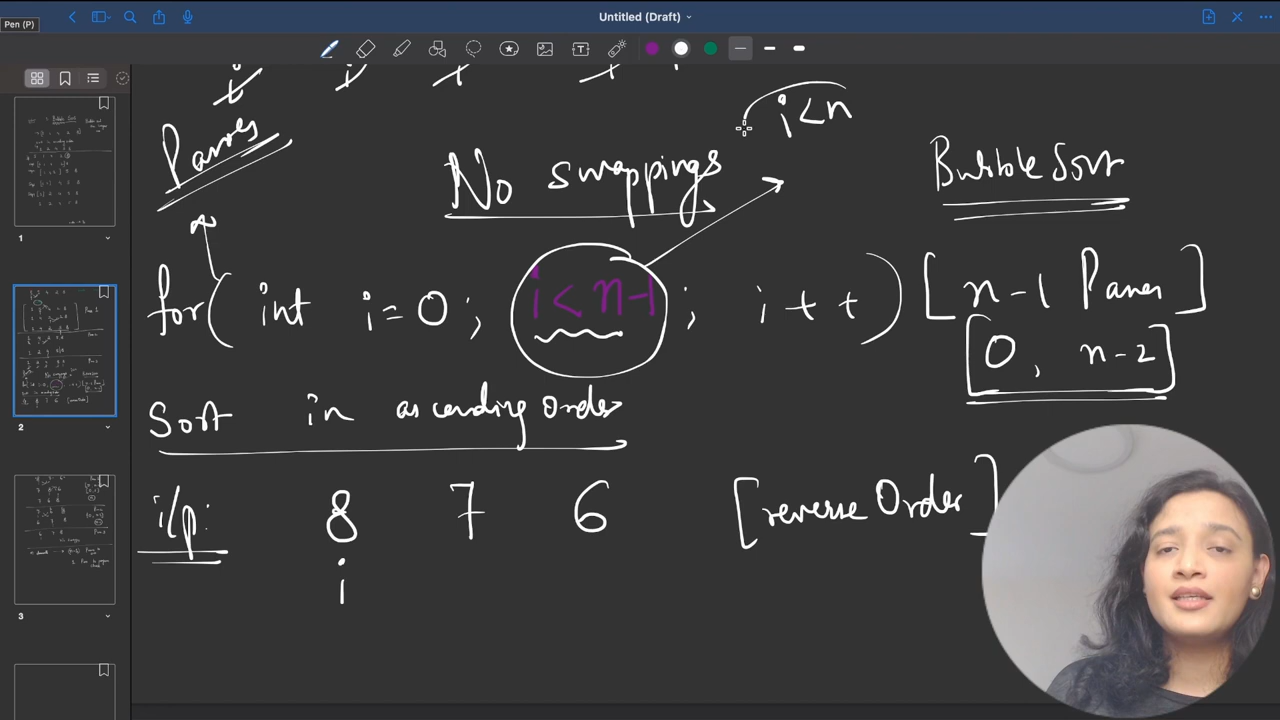 Untitled (Draft)
Pen (P)
Passes
i<n
No swappings
Bubble Sort
for( int i=0; i<n-1; i++) [n-1 Passes]
[0, n-2]
Sort in ascending Order
i/p: 8 7 6 [reverse Order]
i
1
2
3